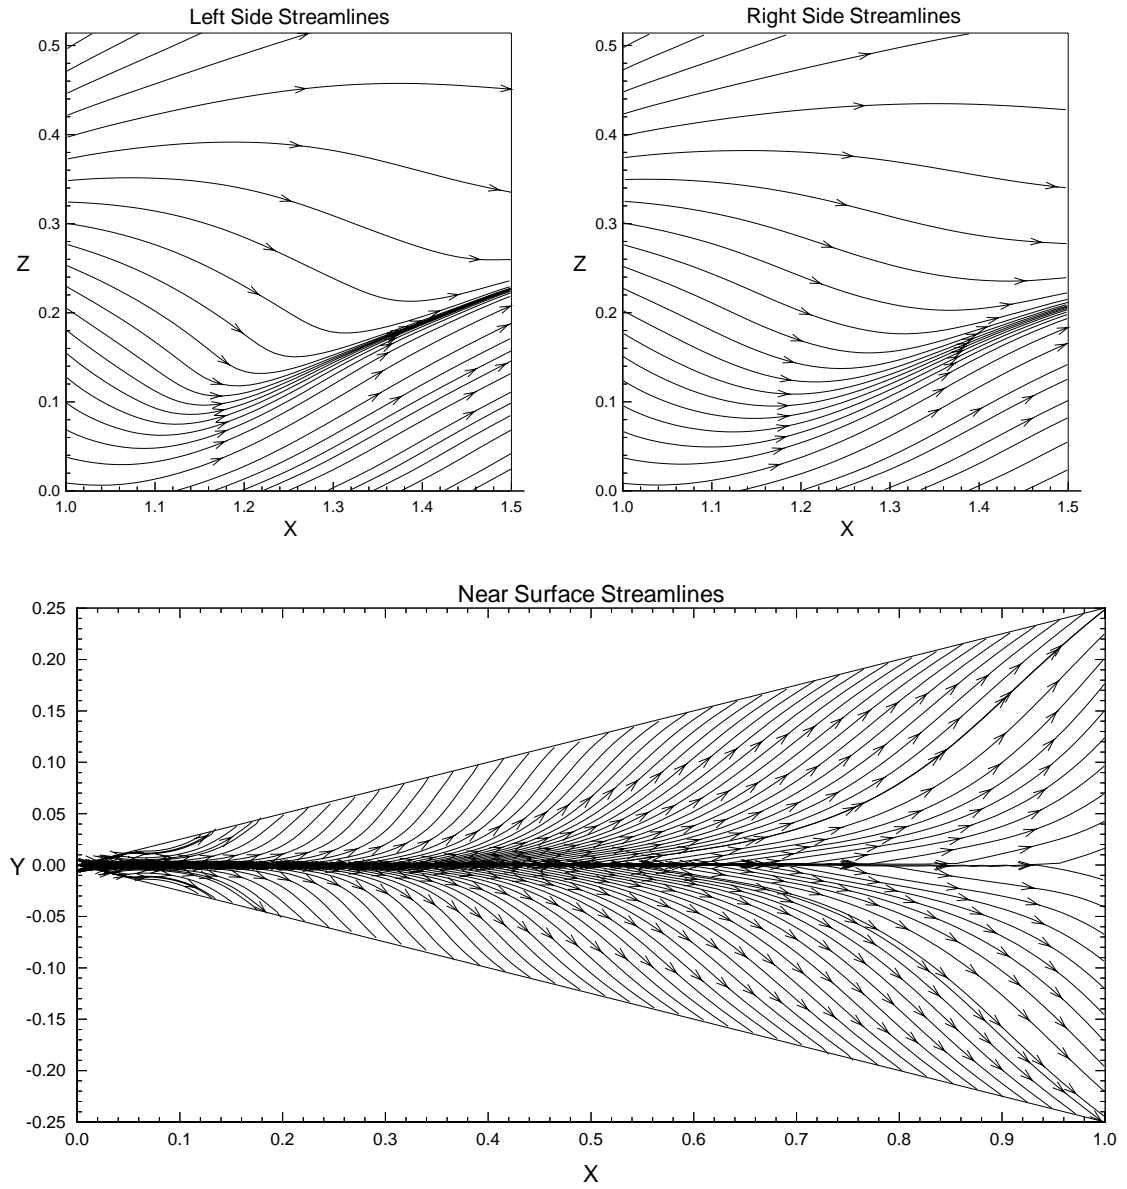 Left Side Streamlines
0.5
0.4
0.3
Z
0.2
0.1
0.0
1.0 1.1 1.2 1.3 1.4 1.5
X
Right Side Streamlines
0.5
0.4
0.3
Z
0.2
0.1
0.0
1.0 1.1 1.2 1.3 1.4 1.5
X
Near Surface Streamlines
0.25
0.20
0.15
0.10
0.05
Y 0.00
-0.05
-0.10
-0.15
-0.20
-0.25
0.0 0.1 0.2 0.3 0.4 0.5 0.6 0.7 0.8 0.9 1.0
X